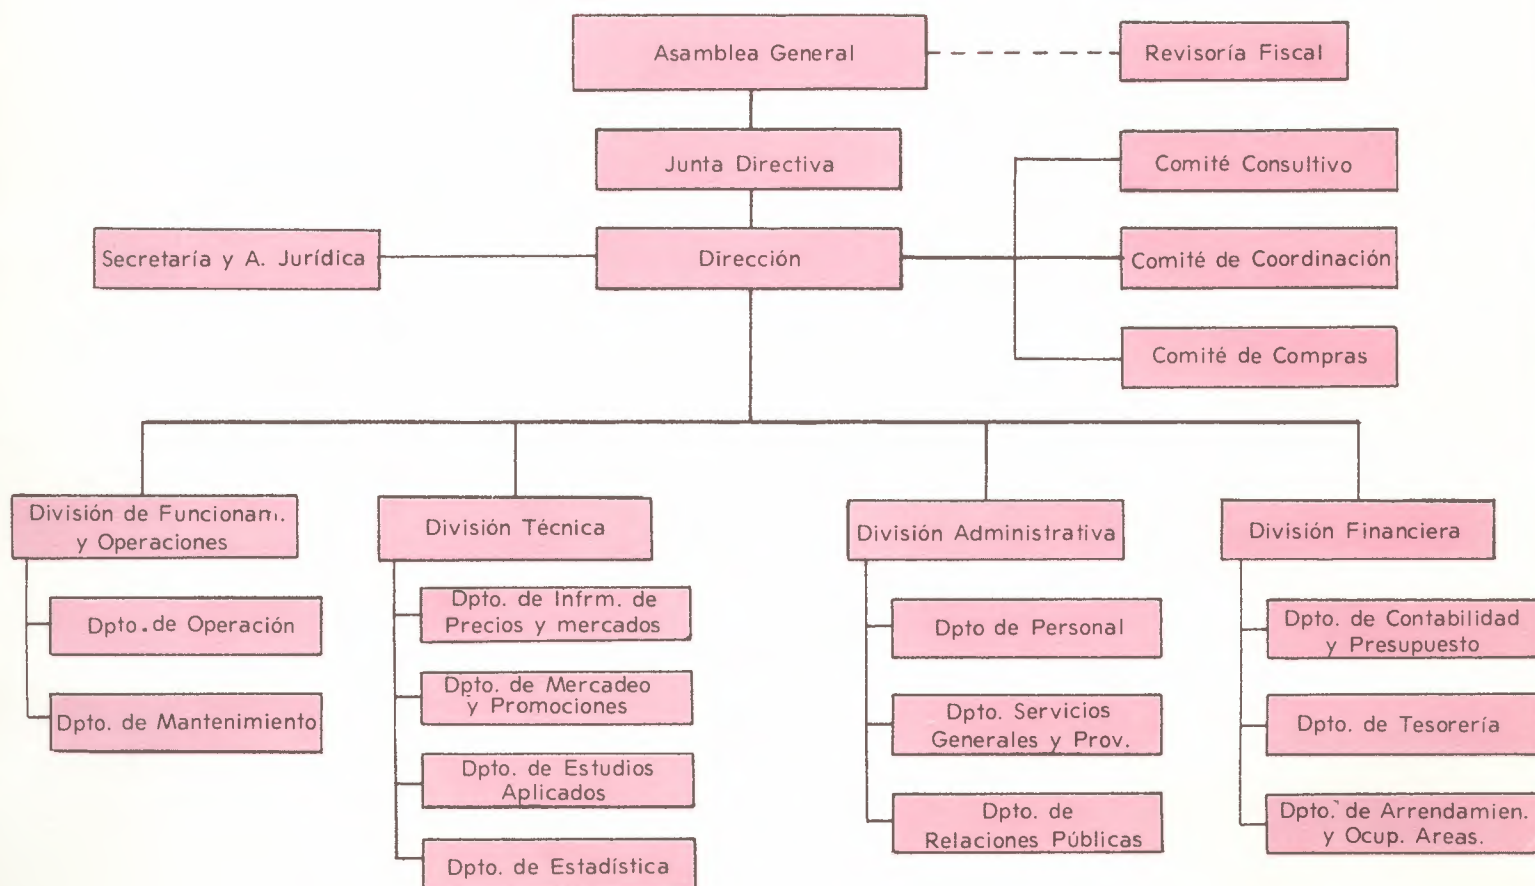 Asamblea General
Revisoría Fiscal
Junta Directiva
Comité Consultivo
Secretaría y A. Jurídica
Dirección
Comité de Coordinación
Comité de Compras
División de Funcionam.
y Operaciones
División Técnica
División Administrativa
División Financiera
Dpto. de Operación
Dpto. de Mantenimiento
Dpto. de Infrm. de
Precios y mercados
Dpto. de Mercadeo
y Promociones
Dpto. de Estudios
Aplicados
Dpto. de Estadística
Dpto de Personal
Dpto. Servicios
Generales y Prov.
Dpto. de
Relaciones Públicas
Dpto. de Contabilidad
y Presupuesto
Dpto. de Tesorería
Dpto. de Arrendamien.
y Ocup. Areas.